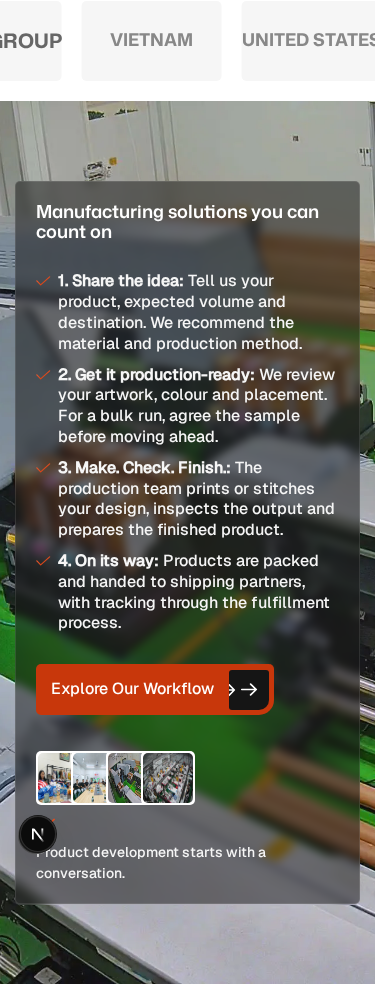 GROUP VIETNAM UNITED STATES
Manufacturing solutions you can
count on
1. Share the idea: Tell us your
product, expected volume and
destination. We recommend the
material and production method.
2. Get it production-ready: We review
your artwork, colour and placement.
For a bulk run, agree the sample
before moving ahead.
3. Make. Check. Finish.: The
production team prints or stitches
your design, inspects the output and
prepares the finished product.
4. On its way: Products are packed
and handed to shipping partners,
with tracking through the fulfillment
process.
Explore Our Workflow
N
Product development starts with a
conversation.